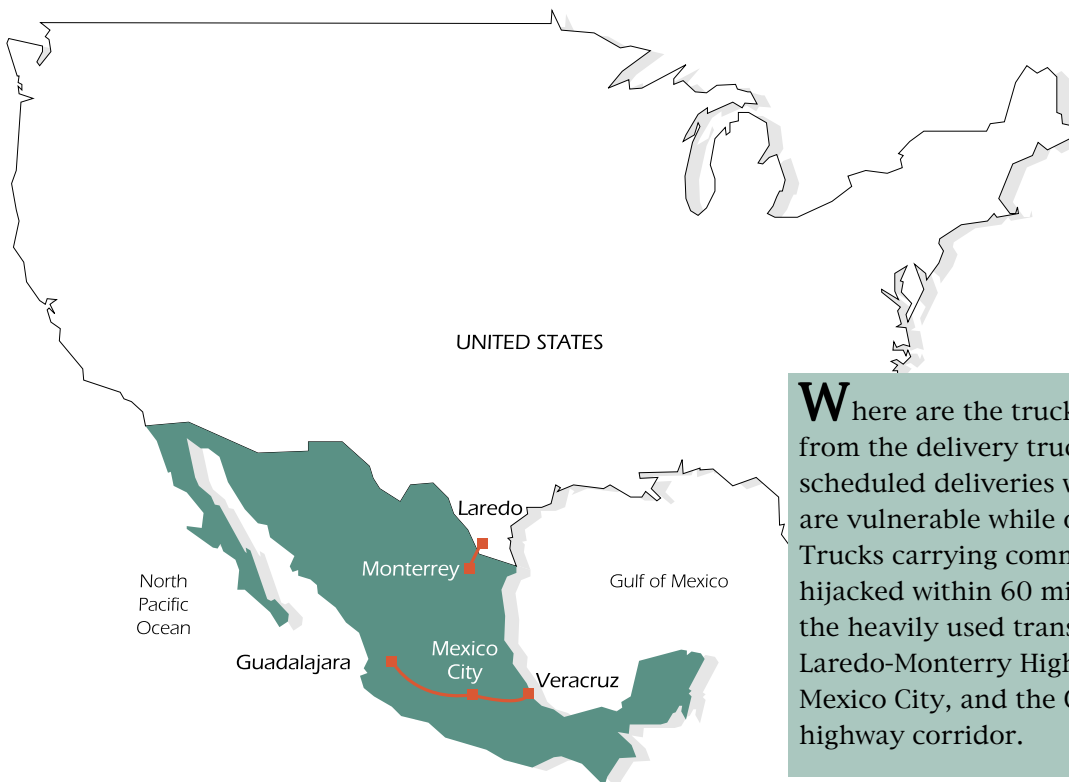 UNITED STATES
Where are the truck
from the delivery truc
scheduled deliveries w
are vulnerable while o
Trucks carrying comm
hijacked within 60 mi
the heavily used trans
Laredo-Monterry High
Mexico City, and the
highway corridor.
Laredo
Monterrey
North
Pacific
Ocean
Gulf of Mexico
Guadalajara
Mexico
City
Veracruz